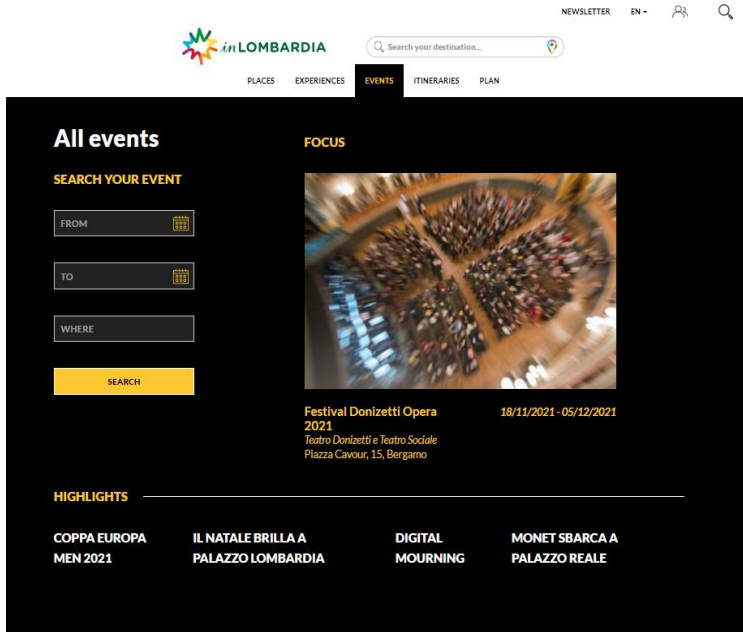 NEWSLETTER EN
in LOMBARDIA
Search your destination...
PLACES EXPERIENCES EVENTS ITINERARIES PLAN
All events
SEARCH YOUR EVENT
FROM
TO
WHERE
SEARCH
FOCUS
Festival Donizetti Opera
2021
18/11/2021 - 05/12/2021
Teatro Donizetti e Teatro Sociale
Piazza Cavour, 15, Bergamo
HIGHLIGHTS
COPPA EUROPA
MEN 2021
IL NATALE BRILLA A
PALAZZO LOMBARDIA
DIGITAL
MOURNING
MONET SBARCA A
PALAZZO REALE